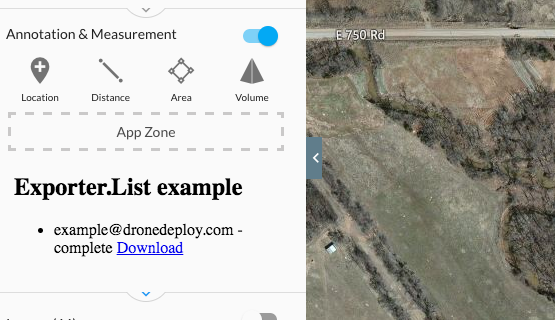 Annotation & Measurement
Location Distance Area Volume
App Zone
E 750 Rd
Exporter.List example
• example@dronedeploy.com -
complete Download